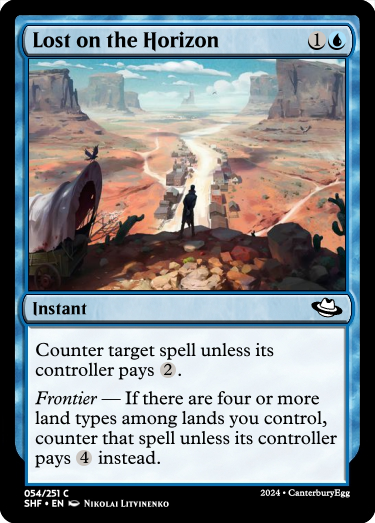 Lost on the Horizon 1
Instant
Counter target spell unless its
controller pays 2.
Frontier — If there are four or more
land types among lands you control,
counter that spell unless its controller
pays 4 instead.
054/251 C
SHF • EN Nikolai Litvinenko
2024 • CanterburyEgg